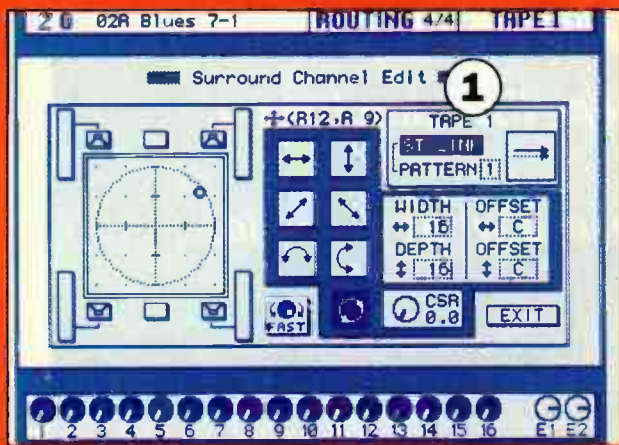 20 02R Blues 7-1 ROUTING 4/4 TAPE1
Surround Channel Edit
1
(R12,R 9)
TAPE 1
ST LINK
PATTERN 1
WIDTH OFFSET
16 C
DEPTH OFFSET
16 C
FAST
CSR
0.0
EXIT
1 2 3 4 5 6 7 8 9 10 11 12 13 14 15 16 E1 E2